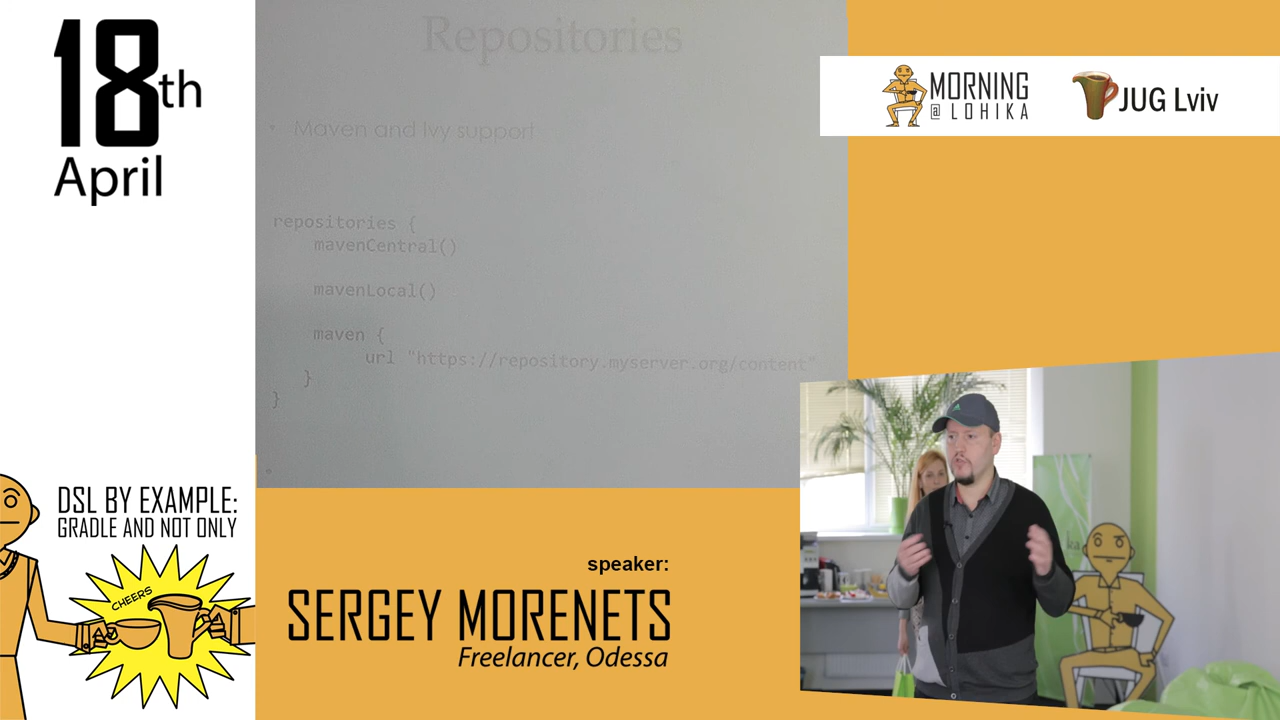 18th
April
Repositories
Maven and Ivy support
repositories {
mavenCentral()
mavenLocal()
maven {
url "https://repository.myserver.org/content"
}
}
MORNING
@ LOHIKA
JUG Lviv
DSL BY EXAMPLE:
GRADLE AND NOT ONLY
CHEERS
speaker:
SERGEY MORENETS
Freelancer, Odessa